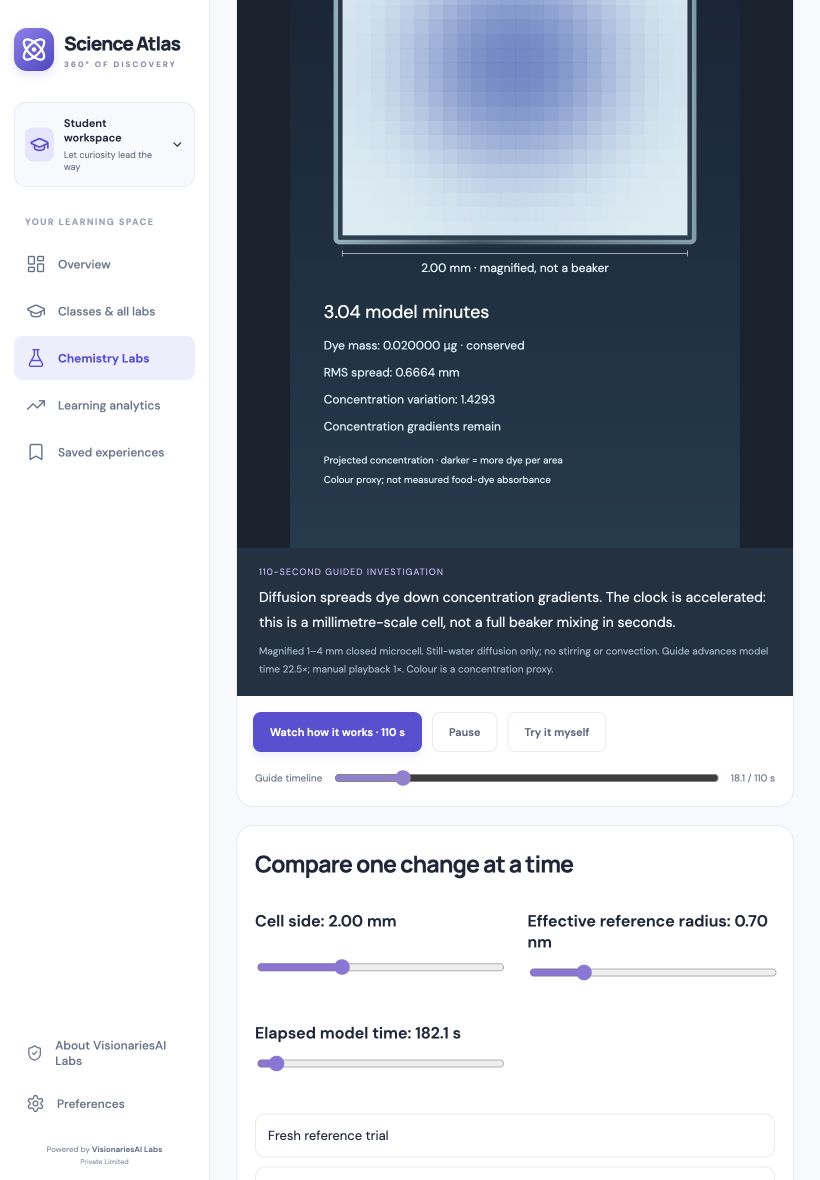 Science Atlas
360° OF DISCOVERY
Student
workspace
Let curiosity lead the
way
YOUR LEARNING SPACE
Overview
Classes & all labs
Chemistry Labs
Learning analytics
Saved experiences
About VisionariesAI
Labs
Preferences
Powered by VisionariesAI Labs
Private Limited
2.00 mm · magnified, not a beaker
3.04 model minutes
Dye mass: 0.020000 µg · conserved
RMS spread: 0.6664 mm
Concentration variation: 1.4293
Concentration gradients remain
Projected concentration · darker = more dye per area
Colour proxy; not measured food-dye absorbance
110-SECOND GUIDED INVESTIGATION
Diffusion spreads dye down concentration gradients. The clock is accelerated:
this is a millimetre-scale cell, not a full beaker mixing in seconds.
Magnified 1–4 mm closed microcell. Still-water diffusion only; no stirring or convection. Guide advances model
time 22.5×; manual playback 1×. Colour is a concentration proxy.
Watch how it works · 110 s
Pause
Try it myself
Guide timeline
18.1 / 110 s
Compare one change at a time
Cell side: 2.00 mm
Effective reference radius: 0.70
nm
Elapsed model time: 182.1 s
Fresh reference trial